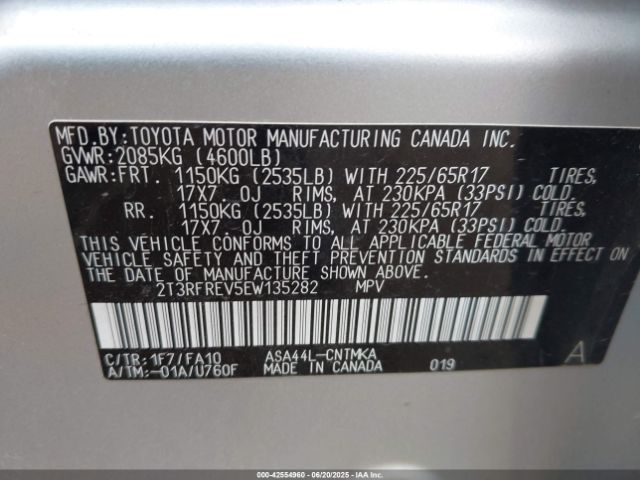 MFD.BY:TOYOTA MOTOR MANUFACTURING CANADA INC.
GVWR:2085KG (4600LB)
GAWR:FRT. 1150KG (2535LB) WITH 225/65R17 TIRES,
17X7.0J RIMS, AT 230KPA (33PSI) COLD.
RR. 1150KG (2535LB) WITH 225/65R17 TIRES,
17X7.0J RIMS, AT 230KPA (33PSI) COLD.
THIS VEHICLE CONFORMS TO ALL APPLICABLE FEDERAL MOTOR
VEHICLE SAFETY AND THEFT PREVENTION STANDARDS IN EFFECT
ON THE DATE OF MANUFACTURE SHOWN ABOVE.
2T3RFREV5EW135282 MPV
C/TR:1F7/FA10 ASA44L-CNTMKA 019 A
A/TM:-01A/U760F MADE IN CANADA
000-42554960 - 06/20/2025 - IAAI.COM